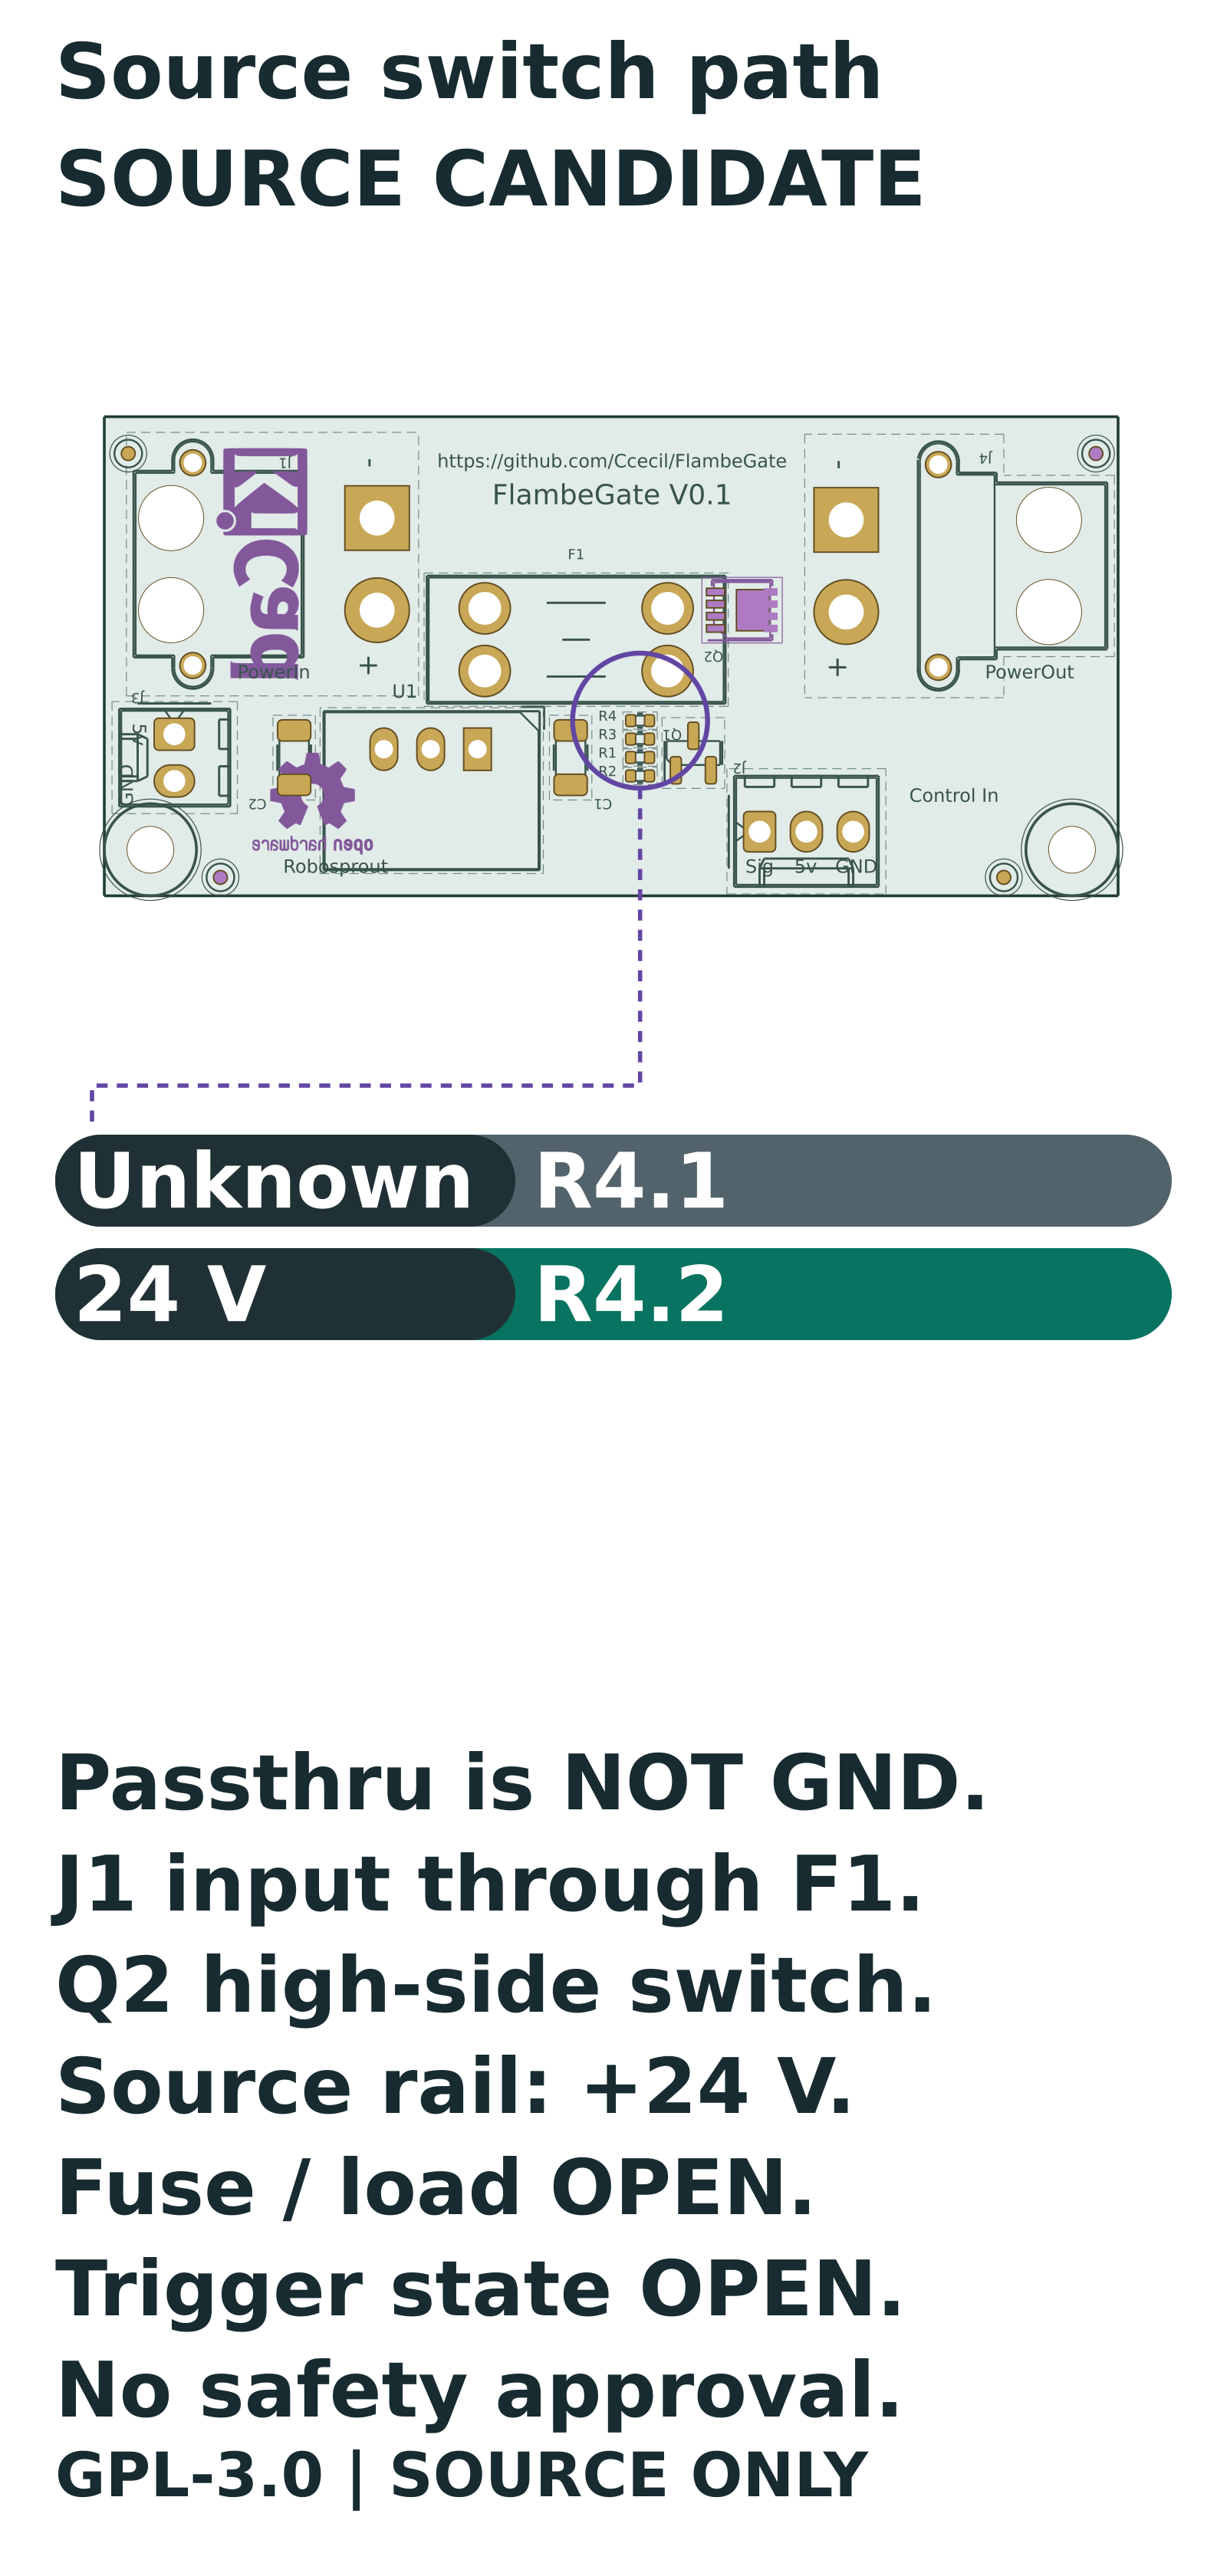 Source switch path
SOURCE CANDIDATE
J1
-
https://github.com/Ccecil/FlambeGate
-
J4
FlambeGate V0.1
KiCad
F1
Q2
PowerIn
+
+
PowerOut
U1
J3
R4
R3
Q1
R1
R2
5v
GND
J2
C2
C1
Control In
open hardware
Robosprout
Sig 5v GND
Unknown R4.1
24 V R4.2
Passthru is NOT GND.
J1 input through F1.
Q2 high-side switch.
Source rail: +24 V.
Fuse / load OPEN.
Trigger state OPEN.
No safety approval.
GPL-3.0 | SOURCE ONLY